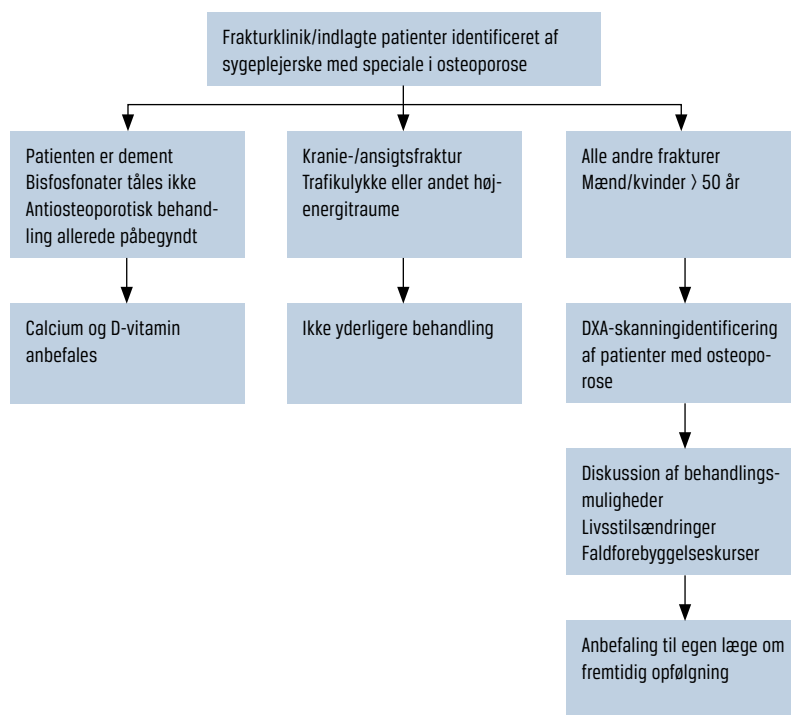 Frakturklinik/indlagte patienter identificeret af
sygeplejerske med speciale i osteoporose
Patienten er dement
Bisfosfonater tåles ikke
Antiosteoporotisk behand-
ling allerede påbegyndt
Kranie-/ansigtsfraktur
Trafikulykke eller andet høj-
energitraume
Alle andre frakturer
Mænd/kvinder > 50 år
Calcium og D-vitamin
anbefales
Ikke yderligere behandling
DXA-skanningidentificering
af patienter med osteopo-
rose
Diskussion af behandlings-
muligheder
Livsstilsændringer
Faldforebyggelseskurser
Anbefaling til egen læge om
fremtidig opfølgning